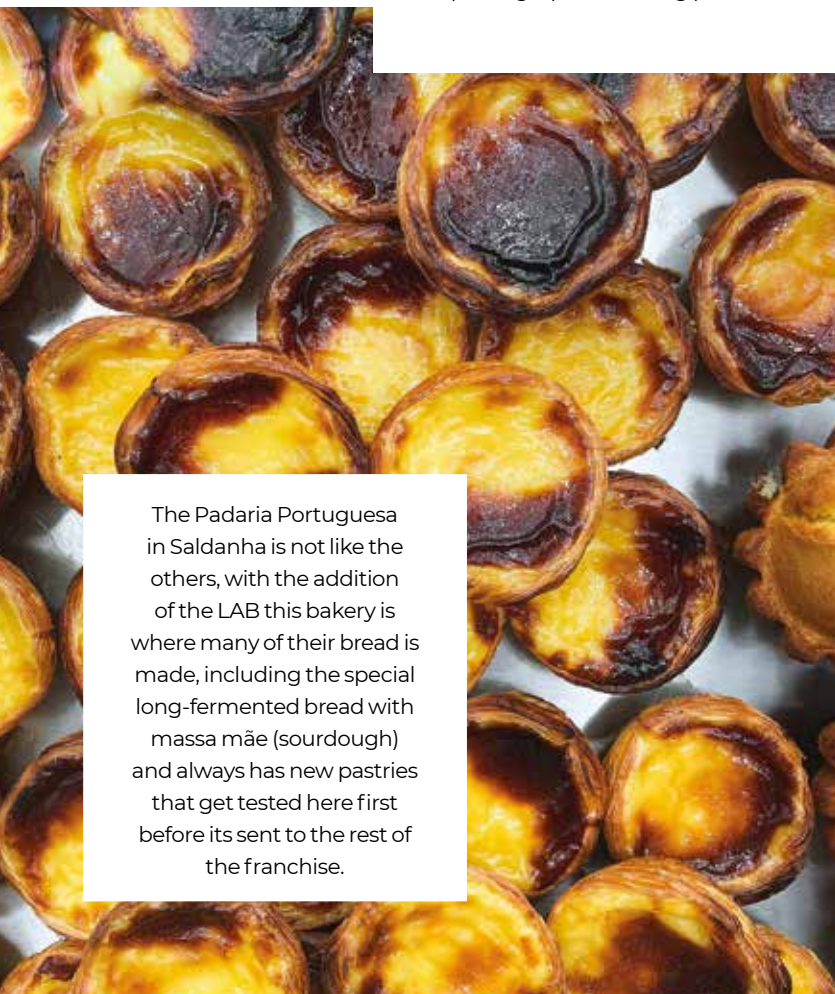 The Padaria Portuguesa
in Saldanha is not like the
others, with the addition
of the LAB this bakery is
where many of their bread is
made, including the special
long-fermented bread with
massa mãe (sourdough)
and always has new pastries
that get tested here first
before its sent to the rest of
the franchise.